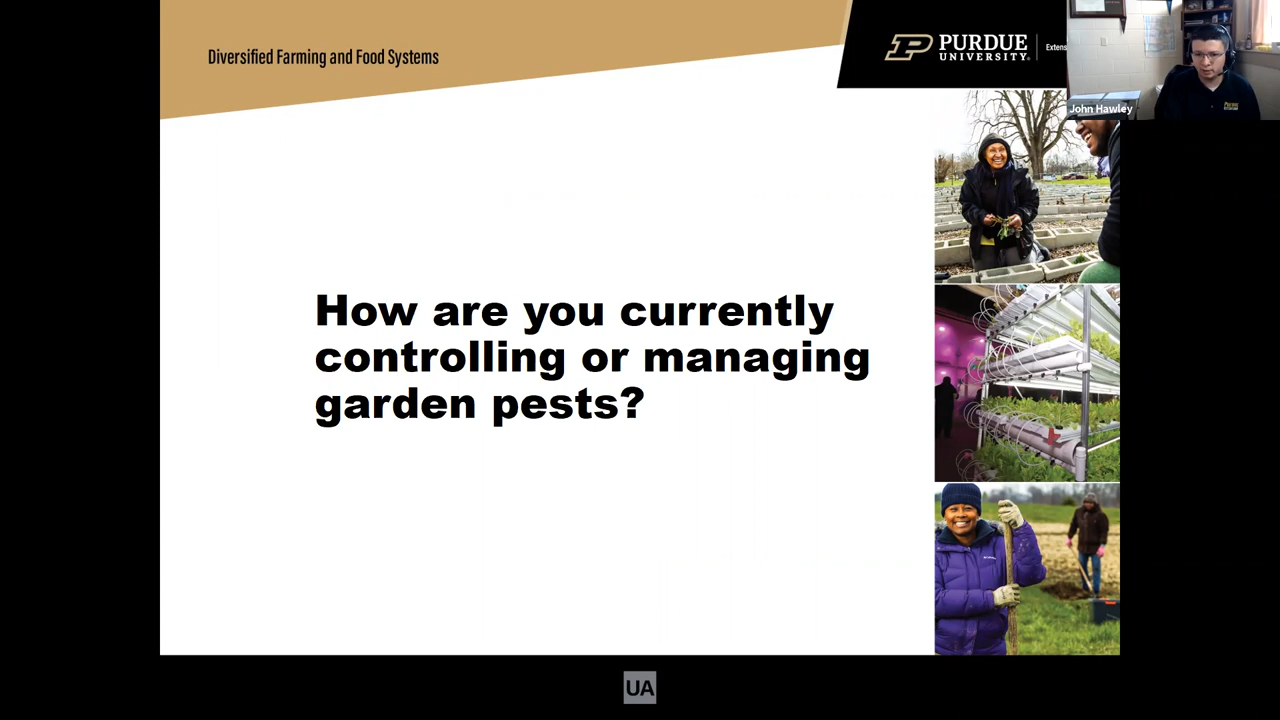 Diversified Farming and Food Systems
PURDUE
UNIVERSITY®
John Hawley
How are you currently
controlling or managing
garden pests?
UA